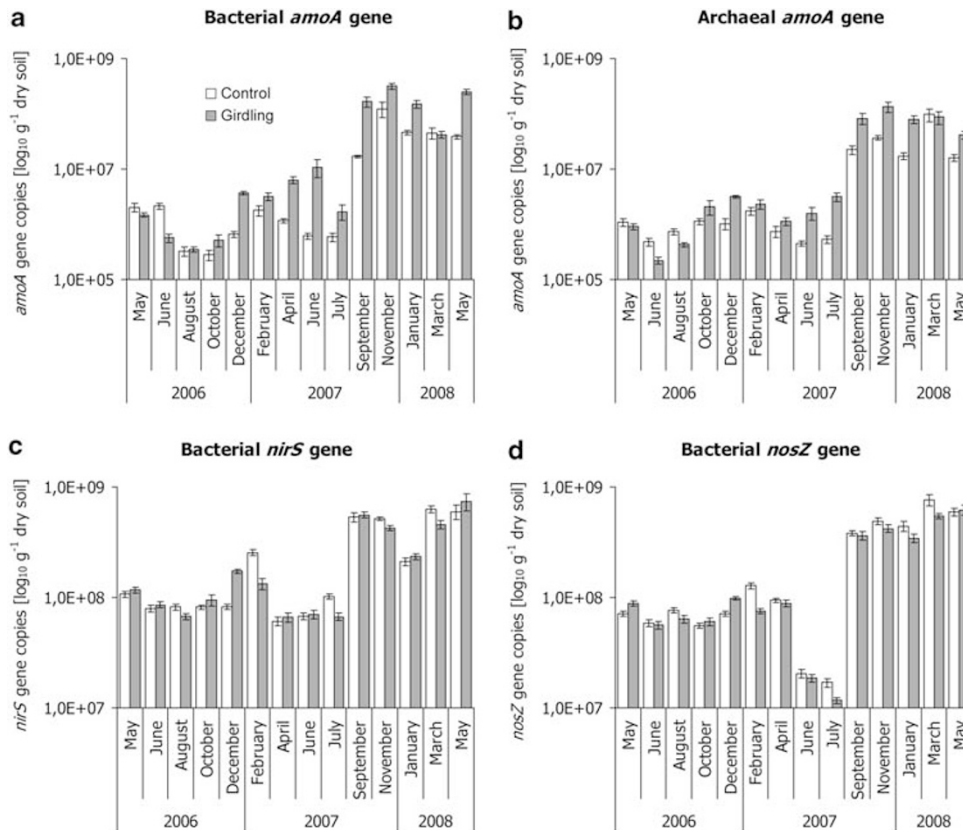 a
Bacterial amoA gene
amoA gene copies [log₁₀ g⁻¹ dry soil]
1,0E+09
1,0E+07
1,0E+05
Control
Girdling
May
June
August
October
December
February
April
June
July
September
November
January
March
May
2006
2007
2008
b
Archaeal amoA gene
amoA gene copies [log₁₀ g⁻¹ dry soil]
1,0E+09
1,0E+07
1,0E+05
May
June
August
October
December
February
April
June
July
September
November
January
March
May
2006
2007
2008
c
Bacterial nirS gene
nirS gene copies [log₁₀ g⁻¹ dry soil]
1,0E+09
1,0E+08
1,0E+07
May
June
August
October
December
February
April
June
July
September
November
January
March
May
2006
2007
2008
d
Bacterial nosZ gene
nosZ gene copies [log₁₀ g⁻¹ dry soil]
1,0E+09
1,0E+08
1,0E+07
May
June
August
October
December
February
April
June
July
September
November
January
March
May
2006
2007
2008